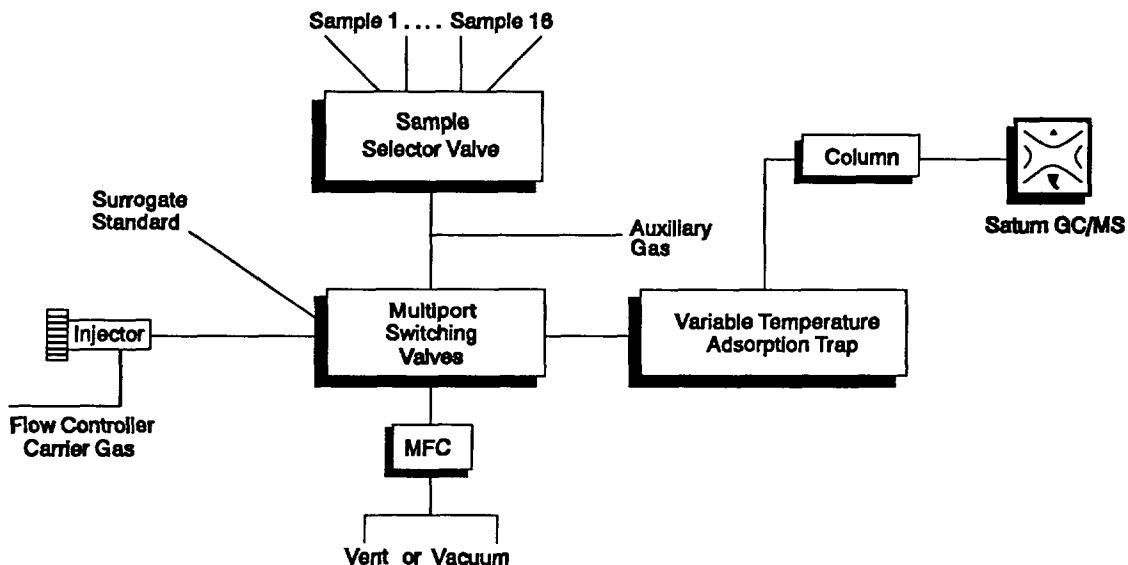 Sample 1 . . . . Sample 16
Sample
Selector Valve
Column
Saturn GC/MS
Surrogate
Standard
Auxiliary
Gas
Injector
Multiport
Switching
Valves
Variable Temperature
Adsorption Trap
Flow Controller
Carrier Gas
MFC
Vent or Vacuum